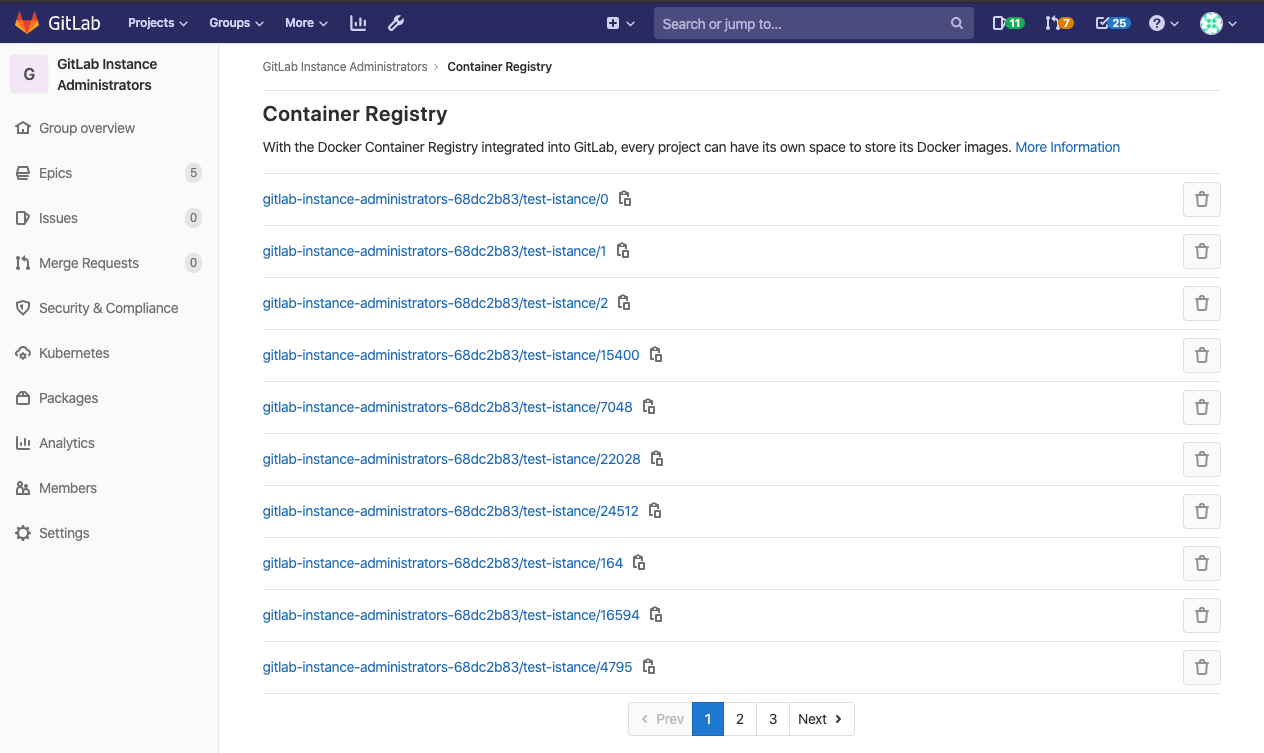 GitLab Projects Groups More Search or jump to... 11 7 25
G GitLab Instance Administrators
Group overview
Epics 5
Issues 0
Merge Requests 0
Security & Compliance
Kubernetes
Packages
Analytics
Members
Settings
GitLab Instance Administrators › Container Registry
Container Registry
With the Docker Container Registry integrated into GitLab, every project can have its own space to store its Docker images. More Information
gitlab-instance-administrators-68dc2b83/test-istance/0
gitlab-instance-administrators-68dc2b83/test-istance/1
gitlab-instance-administrators-68dc2b83/test-istance/2
gitlab-instance-administrators-68dc2b83/test-istance/15400
gitlab-instance-administrators-68dc2b83/test-istance/7048
gitlab-instance-administrators-68dc2b83/test-istance/22028
gitlab-instance-administrators-68dc2b83/test-istance/24512
gitlab-instance-administrators-68dc2b83/test-istance/164
gitlab-instance-administrators-68dc2b83/test-istance/16594
gitlab-instance-administrators-68dc2b83/test-istance/4795
‹ Prev 1 2 3 Next ›